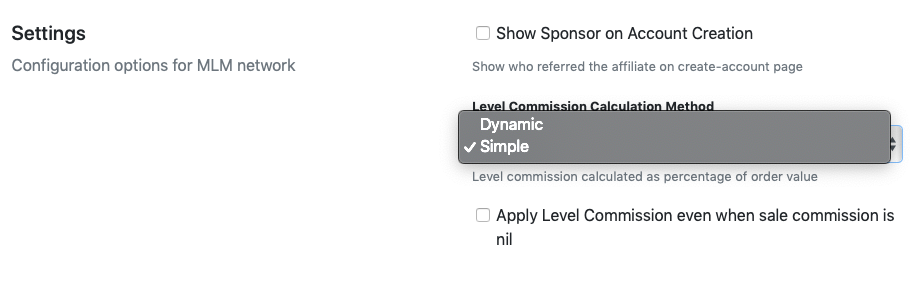 Settings
Configuration options for MLM network
Show Sponsor on Account Creation
Show who referred the affiliate on create-account page
Level Commission Calculation Method
Dynamic
✓ Simple
Level commission calculated as percentage of order value
Apply Level Commission even when sale commission is
nil